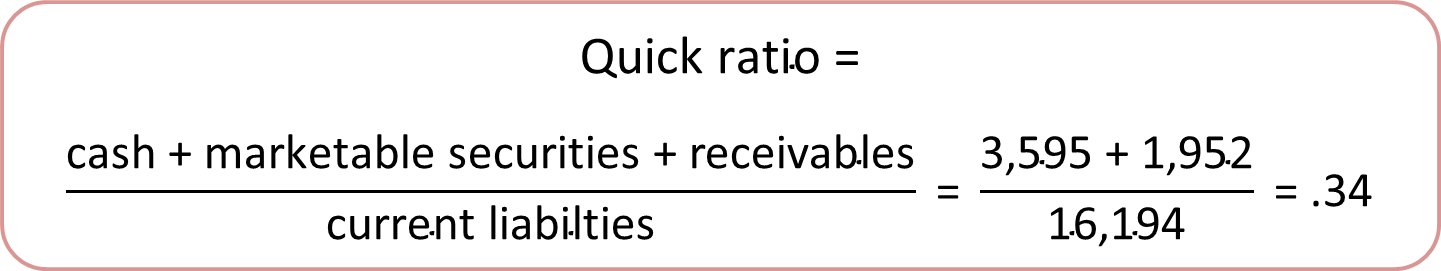 Quick ratio =
cash + marketable securities + receivables
current liabilties
= 3,595 + 1,952
16,194
= .34